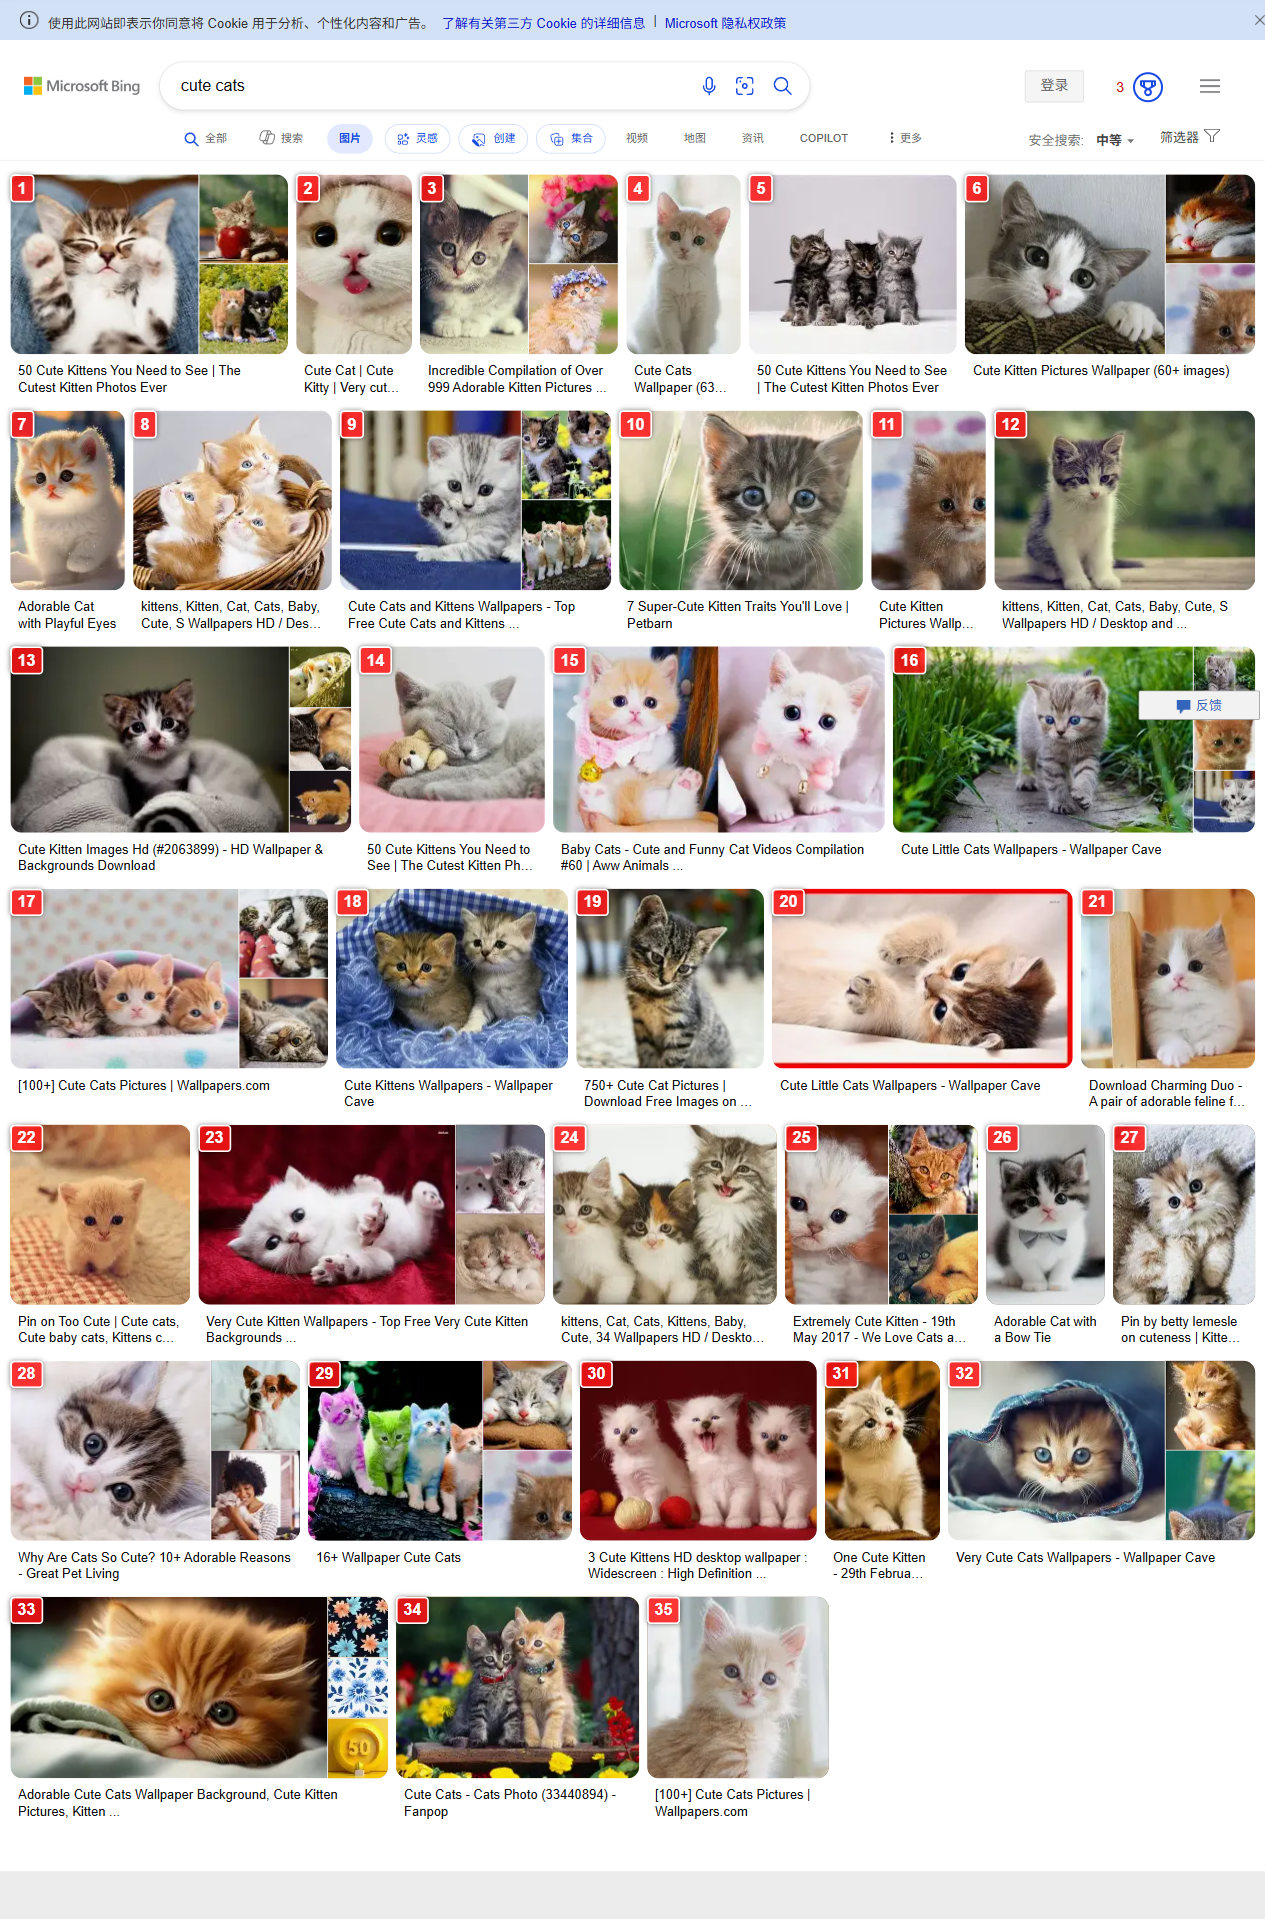 使用此网站即表示你同意将 Cookie 用于分析、个性化内容和广告。 了解有关第三方 Cookie 的详细信息 | Microsoft 隐私权政策
Microsoft Bing
cute cats
登录
3
全部 搜索 图片 灵感 创建 集合 视频 地图 资讯 COPILOT 更多
安全搜索: 中等 筛选器
1 2 3 4 5 6
50 Cute Kittens You Need to See | The
Cutest Kitten Photos Ever
Cute Cat | Cute
Kitty | Very cut...
Incredible Compilation of Over
999 Adorable Kitten Pictures ...
Cute Cats
Wallpaper (63...
50 Cute Kittens You Need to See
| The Cutest Kitten Photos Ever
Cute Kitten Pictures Wallpaper (60+ images)
7 8 9 10 11 12
Adorable Cat
with Playful Eyes
kittens, Kitten, Cat, Cats, Baby,
Cute, S Wallpapers HD / Des...
Cute Cats and Kittens Wallpapers - Top
Free Cute Cats and Kittens ...
7 Super-Cute Kitten Traits You'll Love |
Petbarn
Cute Kitten
Pictures Wallp...
kittens, Kitten, Cat, Cats, Baby, Cute, S
Wallpapers HD / Desktop and ...
13 14 15 16
反馈
Cute Kitten Images Hd (#2063899) - HD Wallpaper &
Backgrounds Download
50 Cute Kittens You Need to
See | The Cutest Kitten Ph...
Baby Cats - Cute and Funny Cat Videos Compilation
#60 | Aww Animals ...
Cute Little Cats Wallpapers - Wallpaper Cave
17 18 19 20 21
[100+] Cute Cats Pictures | Wallpapers.com
Cute Kittens Wallpapers - Wallpaper
Cave
750+ Cute Cat Pictures |
Download Free Images on ...
Cute Little Cats Wallpapers - Wallpaper Cave
Download Charming Duo -
A pair of adorable feline f...
22 23 24 25 26 27
Pin on Too Cute | Cute cats,
Cute baby cats, Kittens c...
Very Cute Kitten Wallpapers - Top Free Very Cute Kitten
Backgrounds ...
kittens, Cat, Cats, Kittens, Baby,
Cute, 34 Wallpapers HD / Deskto...
Extremely Cute Kitten - 19th
May 2017 - We Love Cats a...
Adorable Cat with
a Bow Tie
Pin by betty lemesle
on cuteness | Kitte...
28 29 30 31 32
Why Are Cats So Cute? 10+ Adorable Reasons
- Great Pet Living
16+ Wallpaper Cute Cats
3 Cute Kittens HD desktop wallpaper :
Widescreen : High Definition ...
One Cute Kitten
- 29th Februa...
Very Cute Cats Wallpapers - Wallpaper Cave
33 34 35
50
Adorable Cute Cats Wallpaper Background, Cute Kitten
Pictures, Kitten ...
Cute Cats - Cats Photo (33440894) -
Fanpop
[100+] Cute Cats Pictures |
Wallpapers.com